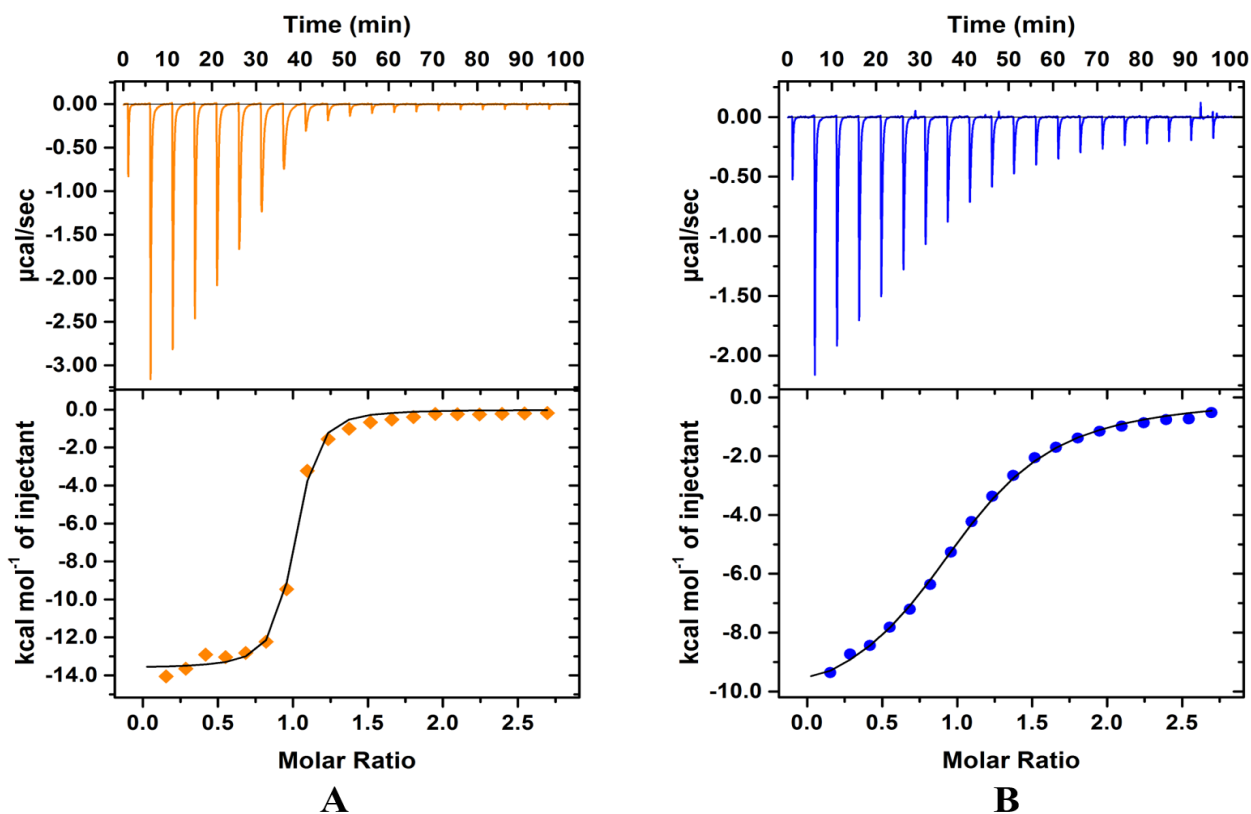 Time (min)
0 10 20 30 40 50 60 70 80 90 100
0.00
-0.50
-1.00
-1.50
-2.00
-2.50
-3.00
µcal/sec
0.0
-2.0
-4.0
-6.0
-8.0
-10.0
-12.0
-14.0
kcal mol⁻¹ of injectant
0.0 0.5 1.0 1.5 2.0 2.5
Molar Ratio
A
Time (min)
0 10 20 30 40 50 60 70 80 90 100
0.00
-0.50
-1.00
-1.50
-2.00
µcal/sec
0.0
-2.0
-4.0
-6.0
-8.0
-10.0
kcal mol⁻¹ of injectant
0.0 0.5 1.0 1.5 2.0 2.5
Molar Ratio
B